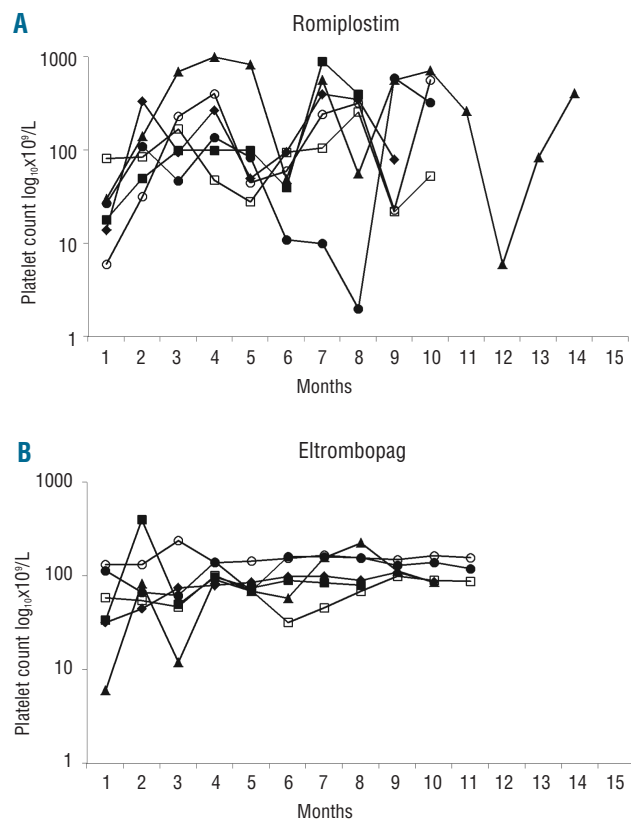 A
Romiplostim
Platelet count log₁₀x10⁹/L
1000
100
10
1
1 2 3 4 5 6 7 8 9 10 11 12 13 14 15
Months
B
Eltrombopag
Platelet count log₁₀x10⁹/L
1000
100
10
1
1 2 3 4 5 6 7 8 9 10 11 12 13 14 15
Months